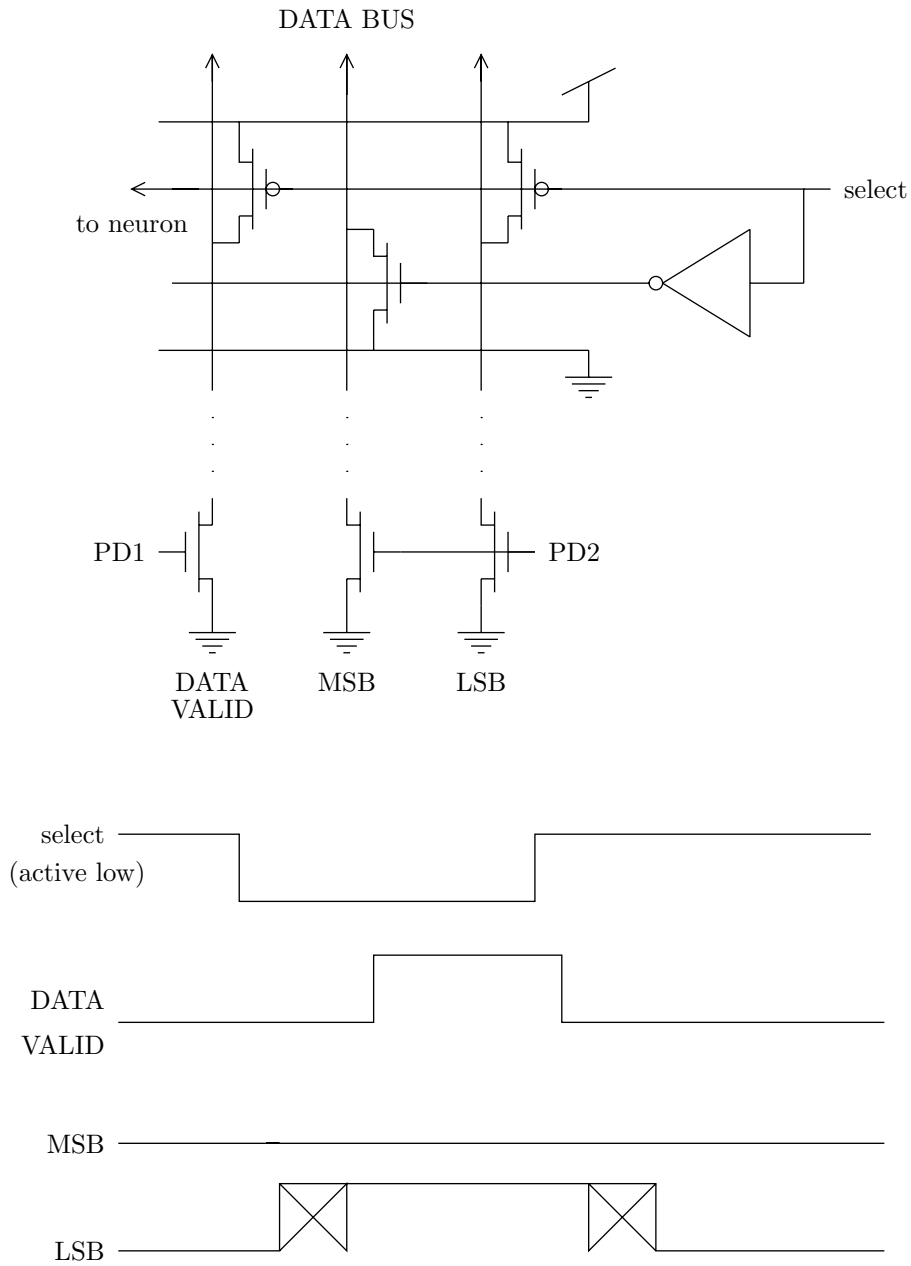 DATA BUS
select
to neuron
PD1
PD2
DATA
VALID
MSB
LSB
select
(active low)
DATA
VALID
MSB
LSB